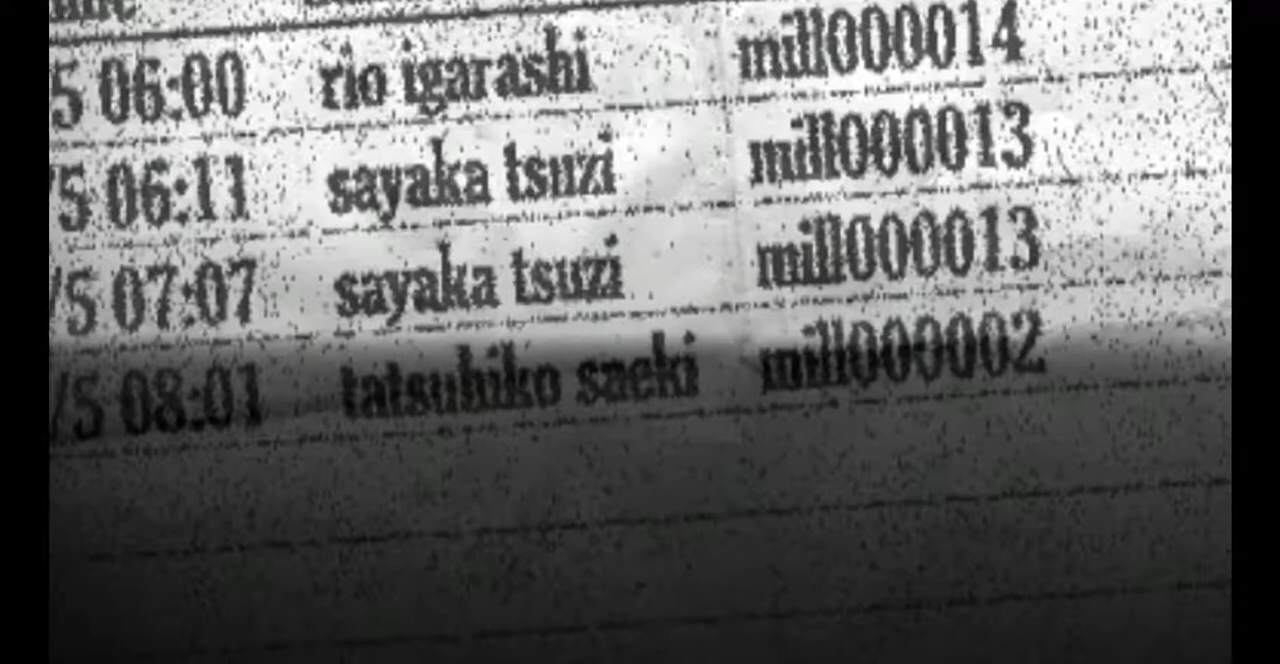 5 06:00 rio igarashi mill000014
/5 06:11 sayaka tsuzi mill000013
/5 07:07 sayaka tsuzi mill000013
/5 08:01 tatsuhiko saeki mill000002